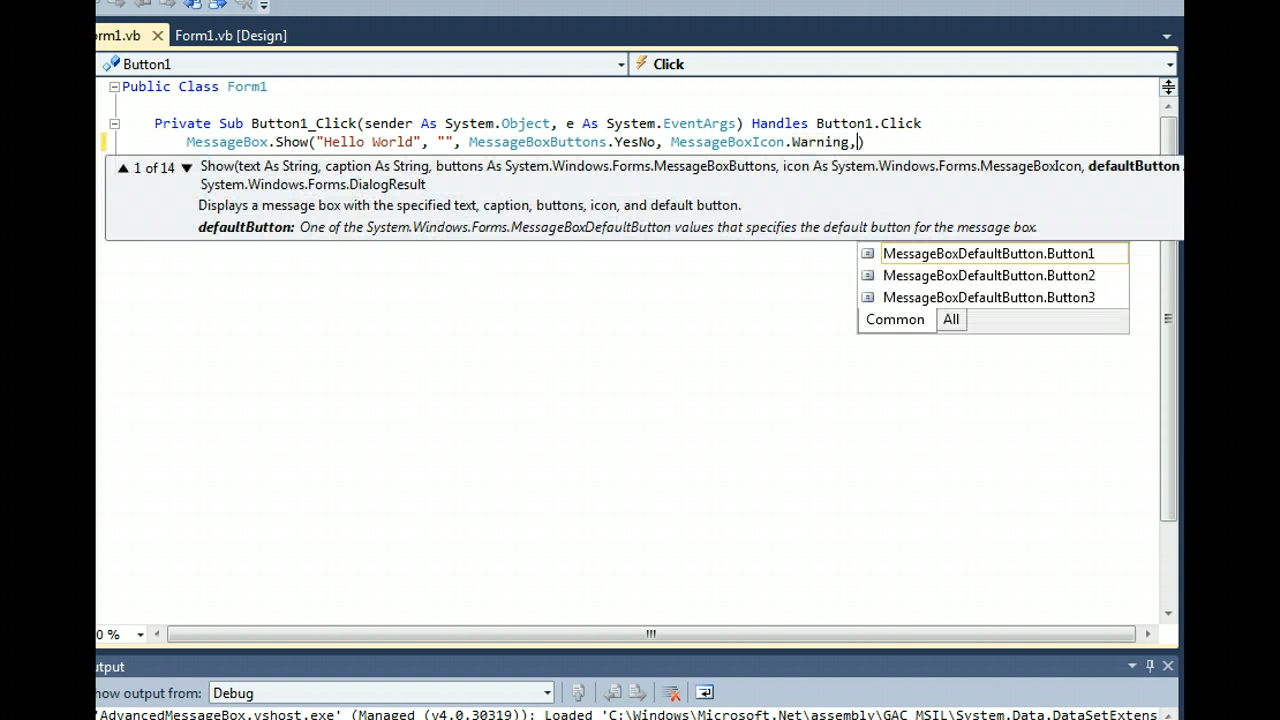 orm1.vb Form1.vb [Design]
Button1 Click
Public Class Form1
Private Sub Button1_Click(sender As System.Object, e As System.EventArgs) Handles Button1.Click
MessageBox.Show("Hello World", "", MessageBoxButtons.YesNo, MessageBoxIcon.Warning,)
1 of 14 Show(text As String, caption As String, buttons As System.Windows.Forms.MessageBoxButtons, icon As System.Windows.Forms.MessageBoxIcon, defaultButton
System.Windows.Forms.DialogResult
Displays a message box with the specified text, caption, buttons, icon, and default button.
defaultButton: One of the System.Windows.Forms.MessageBoxDefaultButton values that specifies the default button for the message box.
MessageBoxDefaultButton.Button1
MessageBoxDefaultButton.Button2
MessageBoxDefaultButton.Button3
Common All
0 %
utput
how output from: Debug
'AdvancedMessageBox.vshost.exe' (Managed (v4.0.30319)): Loaded 'C:\Windows\Microsoft.Net\assembly\GAC_MSIL\System.Data.DataSetExtens